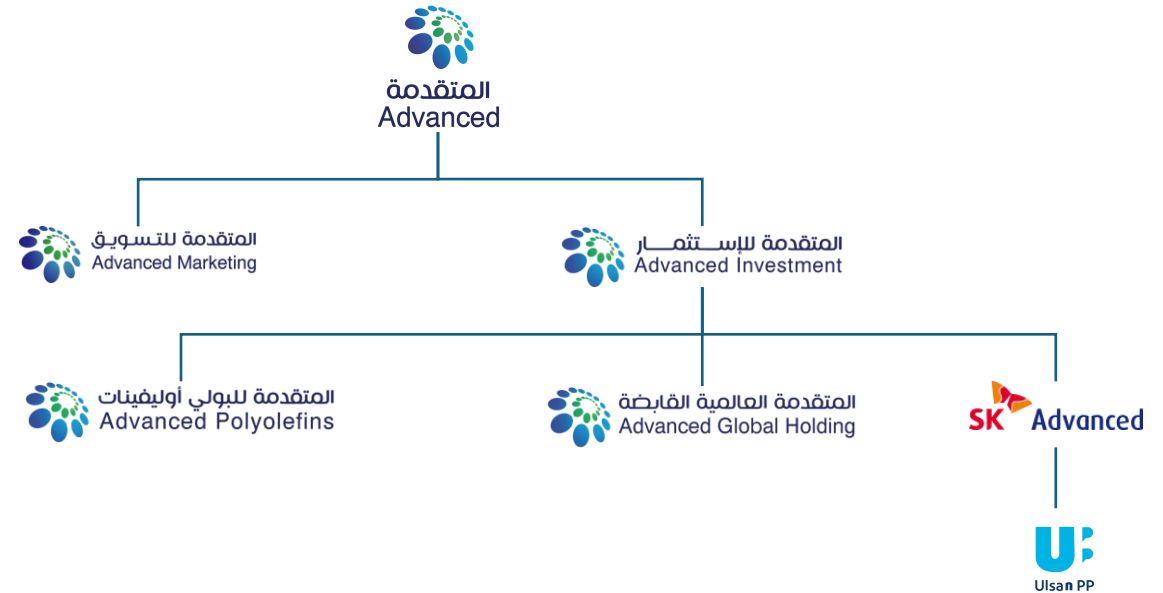 المتقدمة
Advanced
المتقدمة للتسويق
Advanced Marketing
المتقدمة للإستثمار
Advanced Investment
المتقدمة للبولي أوليفينات
Advanced Polyolefins
المتقدمة العالمية القابضة
Advanced Global Holding
SK Advanced
Ulsan PP